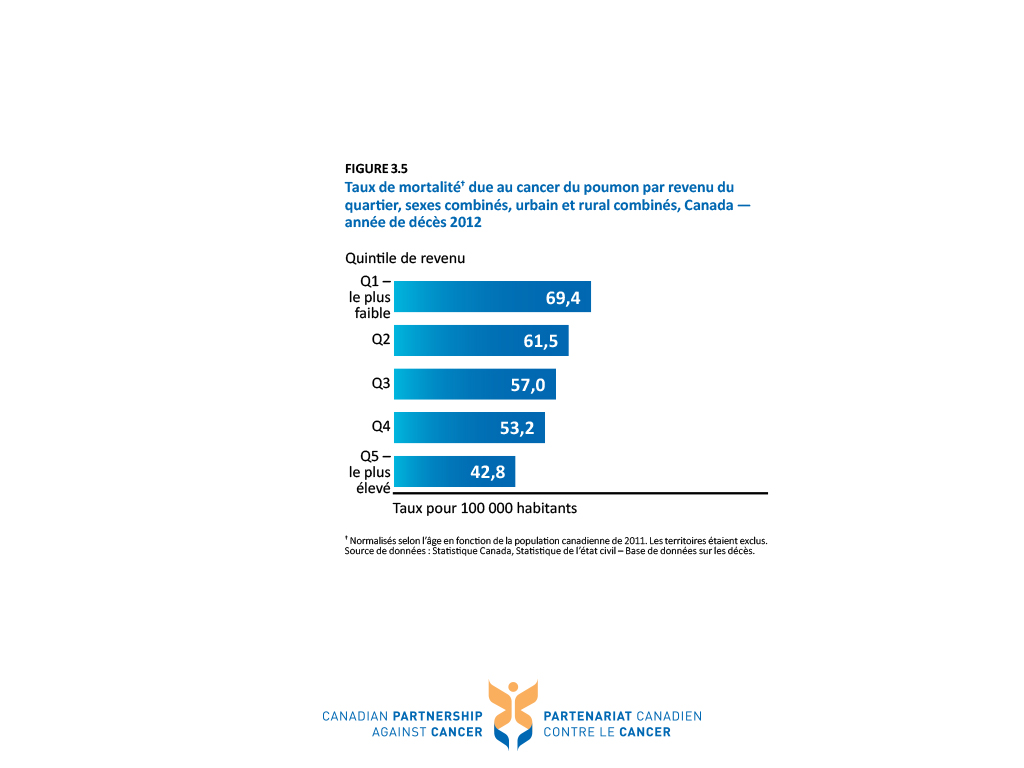 FIGURE 3.5
Taux de mortalité† due au cancer du poumon par revenu du
quartier, sexes combinés, urbain et rural combinés, Canada —
année de décès 2012
Quintile de revenu
Q1 –
le plus
faible
69,4
Q2
61,5
Q3
57,0
Q4
53,2
Q5 –
le plus
élevé
42,8
Taux pour 100 000 habitants
† Normalisés selon l'âge en fonction de la population canadienne de 2011. Les territoires étaient exclus.
Source de données : Statistique Canada, Statistique de l'état civil – Base de données sur les décès.
CANADIAN PARTNERSHIP
AGAINST CANCER
PARTENARIAT CANADIEN
CONTRE LE CANCER